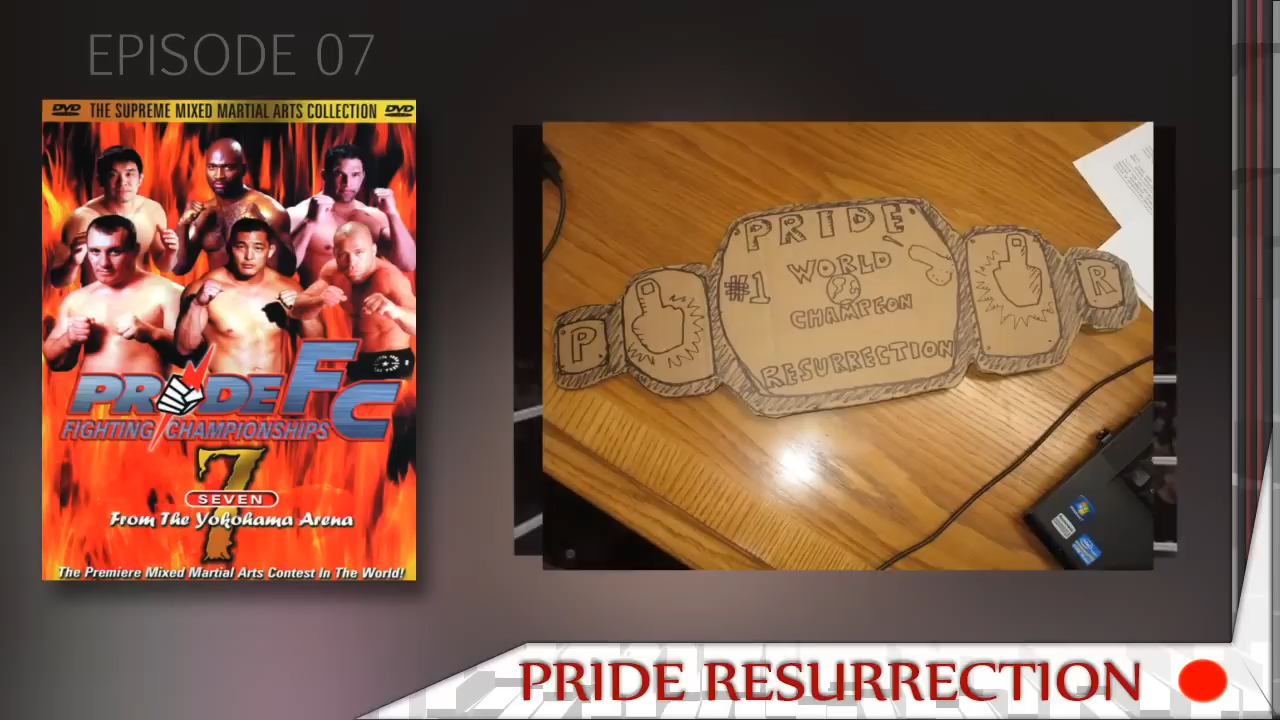 EPISODE 07
DVD THE SUPREME MIXED MARTIAL ARTS COLLECTION DVD
PRIDE FC
FIGHTING CHAMPIONSHIPS
7
SEVEN
From The Yokohama Arena
The Premiere Mixed Martial Arts Contest In The World!
PRIDE
#1 WORLD
CHAMPEON
RESURRECTION
P
R
PRIDE RESURRECTION